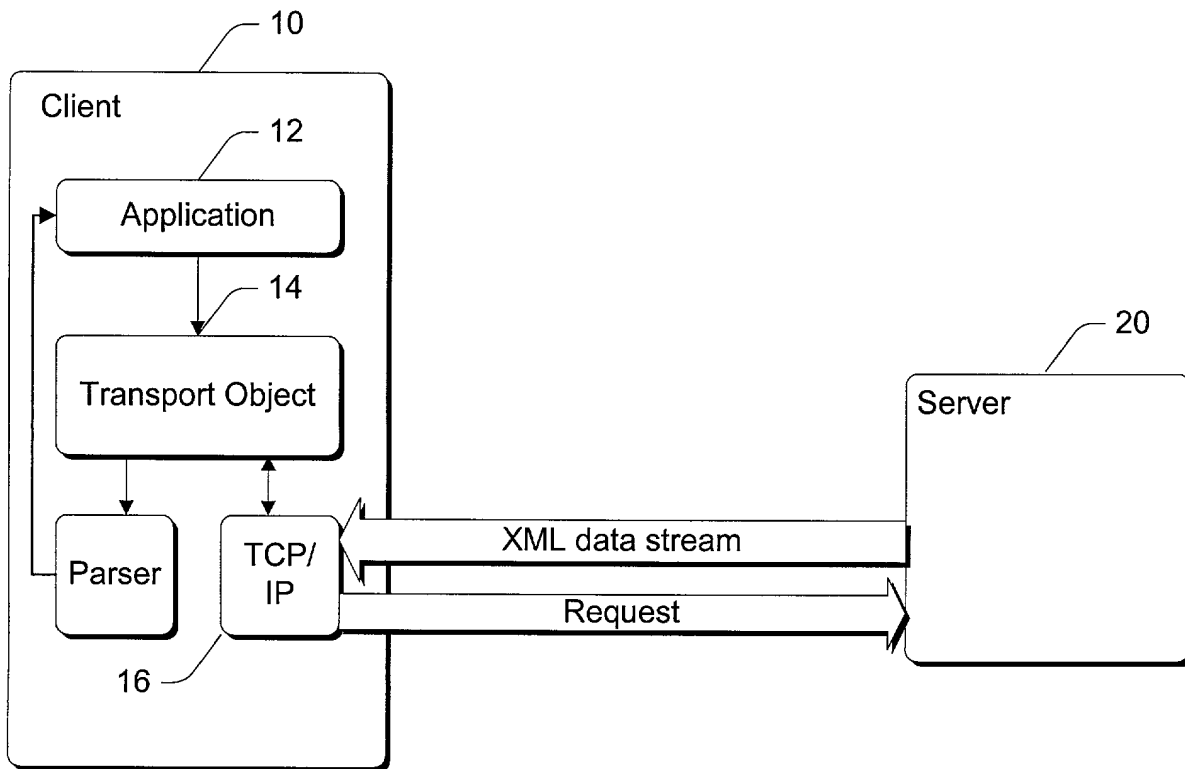 10
Client
12
Application
14
Transport Object
20
Server
XML data stream
Parser
TCP/
IP
Request
16